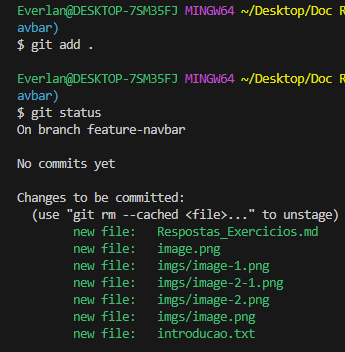 Everlan@DESKTOP-7SM35FJ MINGW64 ~/Desktop/Doc R
avbar)
$ git add .
Everlan@DESKTOP-7SM35FJ MINGW64 ~/Desktop/Doc R
avbar)
$ git status
On branch feature-navbar
No commits yet
Changes to be committed:
  (use "git rm --cached <file>..." to unstage)
        new file:   Respostas_Exercicios.md
        new file:   image.png
        new file:   imgs/image-1.png
        new file:   imgs/image-2-1.png
        new file:   imgs/image-2.png
        new file:   imgs/image.png
        new file:   introducao.txt